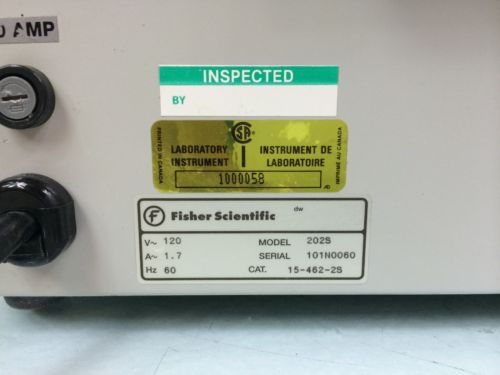 AMP
INSPECTED
BY
PRINTED IN CANADA
LABORATORY INSTRUMENT
INSTRUMENT DE LABORATOIRE
IMPRIMÉ AU CANADA
1000058
Fisher Scientific
dw
V~ 120 MODEL 202S
A~ 1.7 SERIAL 101N0060
Hz 60 CAT. 15-462-2S